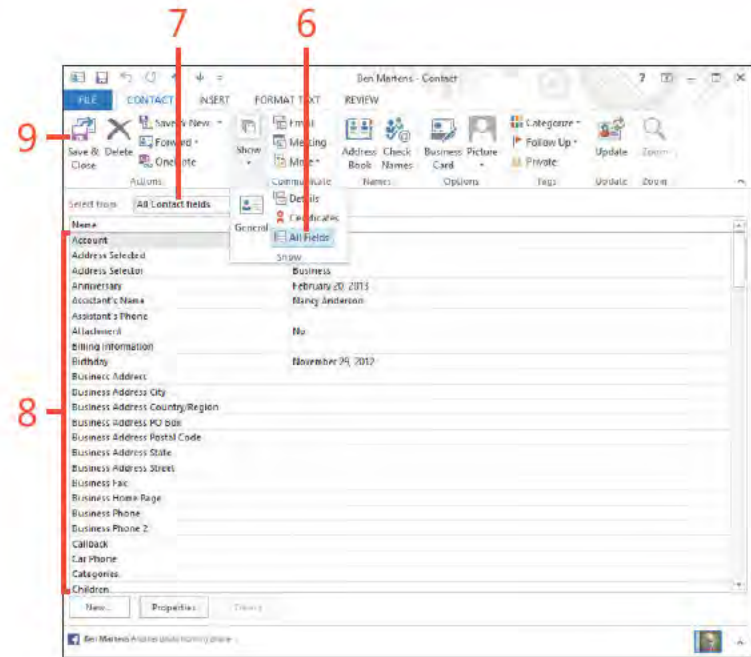 7 6
Ben Martens - Contact ?
FILE CONTACT INSERT FORMAT TEXT REVIEW
9
Save & Close
Delete
Save & New
Forward
OneNote
Actions
Show
Email
Meeting
More
Communicate
Address Book
Check Names
Names
Business Card
Picture
Options
Categorize
Follow Up
Private
Tags
Update
Update
Zoom
Zoom
Select from All Contact fields
General
Details
Certificates
All Fields
Show
Name
8
Account
Address Selected
Address Selector Business
Anniversary February 20, 2013
Assistant's Name Nancy Anderson
Assistant's Phone
Attachment No
Billing Information
Birthday November 29, 2012
Business Address
Business Address City
Business Address Country/Region
Business Address PO Box
Business Address Postal Code
Business Address State
Business Address Street
Business Fax
Business Home Page
Business Phone
Business Phone 2
Callback
Car Phone
Categories
Children
New... Properties... Delete
Ben Martens